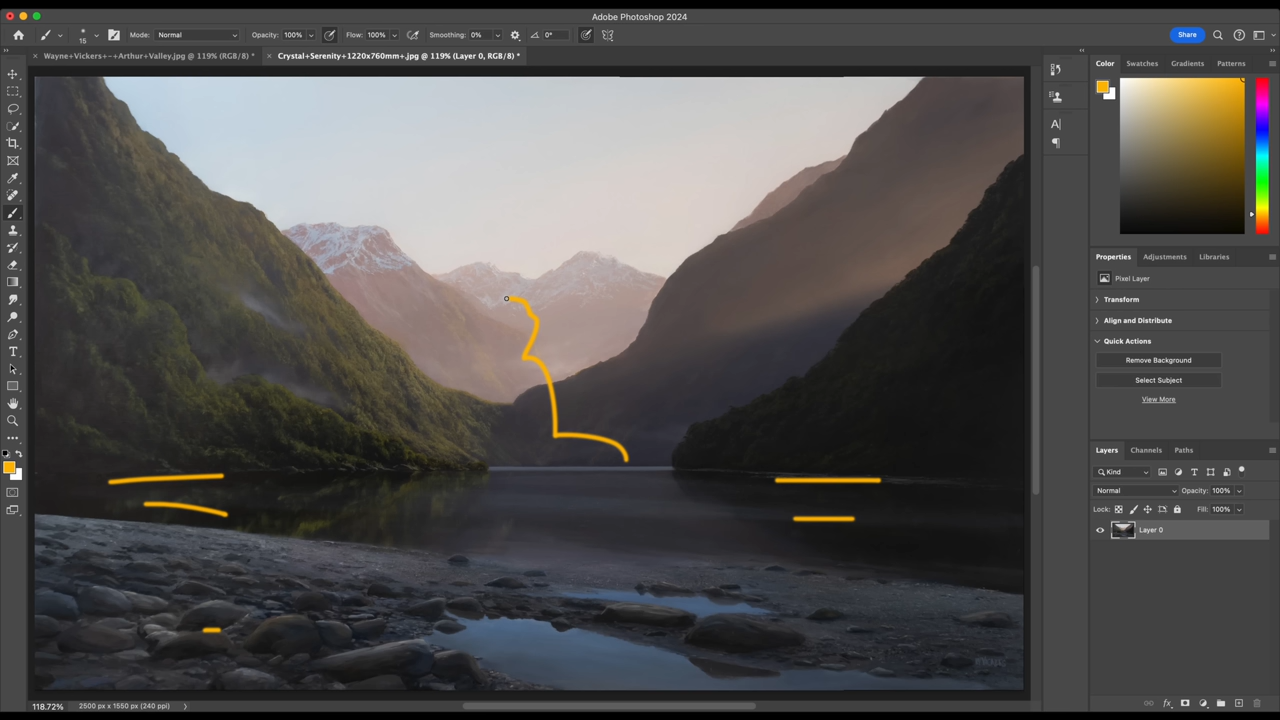 Adobe Photoshop 2024
15
Mode: Normal
Opacity: 100%
Flow: 100%
Smoothing: 0%
0°
Share
Wayne+Vickers+-+Arthur+Valley.jpg @ 119% (RGB/8) *
Crystal+Serenity+1220x760mm+.jpg @ 119% (Layer 0, RGB/8) *
Color
Swatches
Gradients
Patterns
Properties
Adjustments
Libraries
Pixel Layer
Transform
Align and Distribute
Quick Actions
Remove Background
Select Subject
View More
Layers
Channels
Paths
Kind
Normal
Opacity: 100%
Lock:
Fill: 100%
Layer 0
118.72%
2500 px x 1550 px (240 ppi)